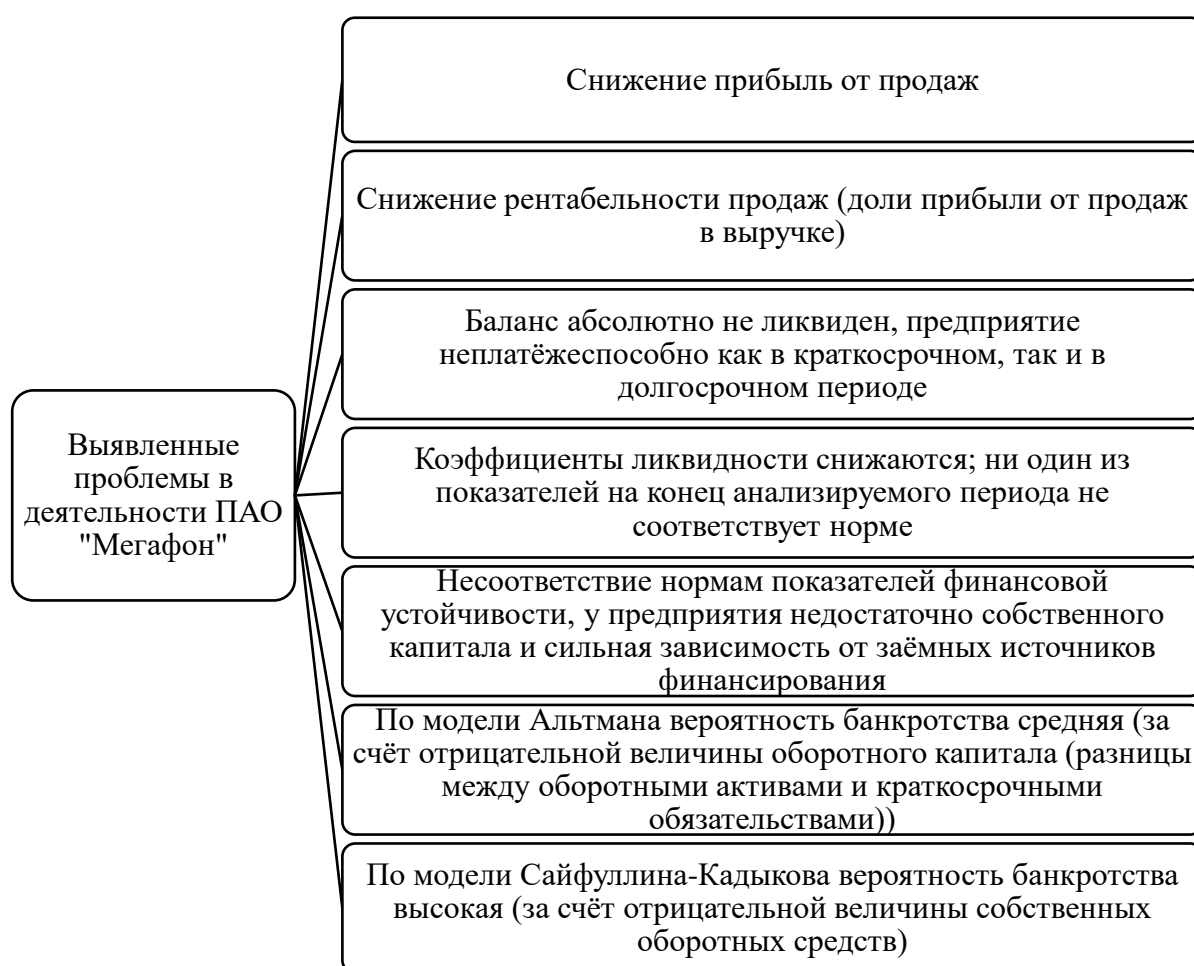 Снижение прибыль от продаж
Снижение рентабельности продаж (доли прибыли от продаж
в выручке)
Баланс абсолютно не ликвиден, предприятие
неплатёжеспособно как в краткосрочном, так и в
долгосрочном периоде
Выявленные
проблемы в
деятельности ПАО
"Мегафон"
Коэффициенты ликвидности снижаются; ни один из
показателей на конец анализируемого периода не
соответствует норме
Несоответствие нормам показателей финансовой
устойчивости, у предприятия недостаточно собственного
капитала и сильная зависимость от заёмных источников
финансирования
По модели Альтмана вероятность банкротства средняя (за
счёт отрицательной величины оборотного капитала (разницы
между оборотными активами и краткосрочными
обязательствами))
По модели Сайфуллина-Кадыкова вероятность банкротства
высокая (за счёт отрицательной величины собственных
оборотных средств)